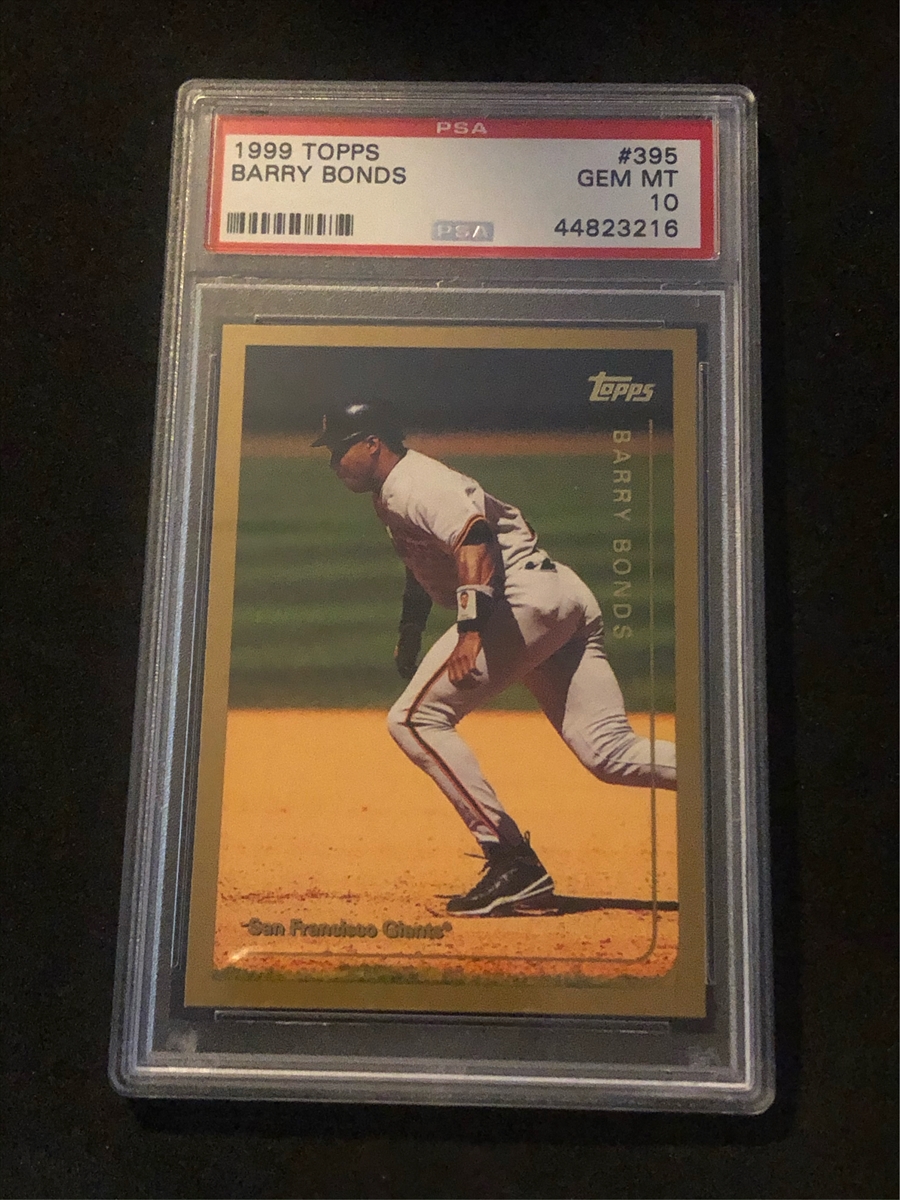 PSA
1999 TOPPS
#395
BARRY BONDS
GEM MT
10
PSA
44823216
Topps
BARRY BONDS
San Francisco Giants®